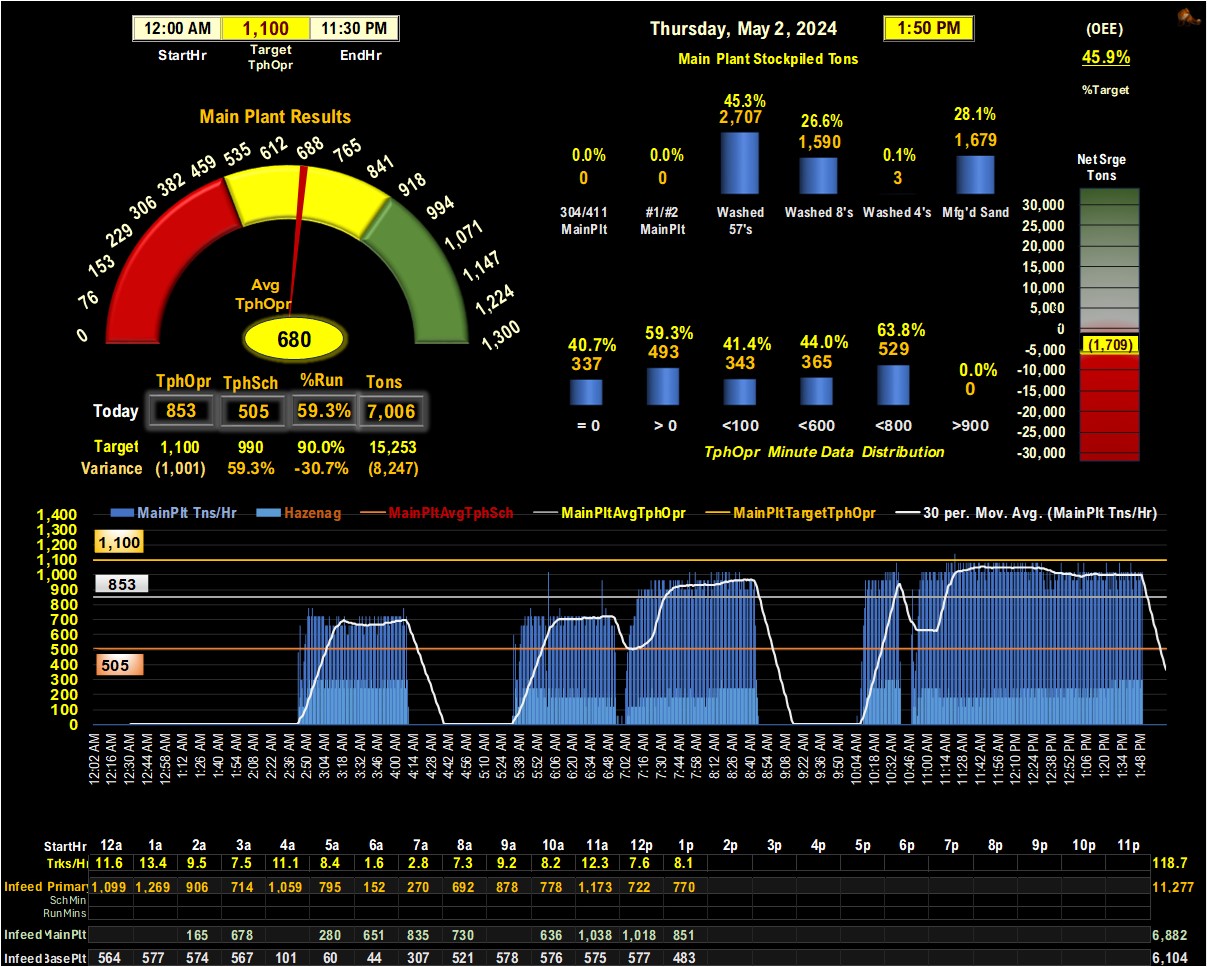 12:00 AM 1,100 11:30 PM
StartHr Target TphOpr EndHr
Thursday, May 2, 2024 1:50 PM
Main Plant Stockpiled Tons
(OEE)
45.9%
%Target
Main Plant Results
0 76 153 229 306 382 459 535 612 688 765 841 918 994 1,071 1,147 1,224 1,300
Avg
TphOpr
680
45.3% 26.6% 28.1%
2,707 1,590 1,679
0.0% 0.0% 0.1%
0 0 3
304/411 MainPlt #1/#2 MainPlt Washed 57's Washed 8's Washed 4's Mfg'd Sand
Net Srge
Tons
30,000
25,000
20,000
15,000
10,000
5,000
0
(1,709)
-5,000
-10,000
-15,000
-20,000
-25,000
-30,000
40.7% 59.3% 41.4% 44.0% 63.8% 0.0%
337 493 343 365 529 0
= 0 > 0 <100 <600 <800 >900
TphOpr Minute Data Distribution
TphOpr TphSch %Run Tons
Today 853 505 59.3% 7,006
Target 1,100 990 90.0% 15,253
Variance (1,001) 59.3% -30.7% (8,247)
MainPlt Tns/Hr Hazenag MainPltAvgTphSch MainPltAvgTphOpr MainPltTargetTphOpr 30 per. Mov. Avg. (MainPlt Tns/Hr)
1,400
1,300
1,200
1,100
1,000
900
800
700
600
500
400
300
200
100
0
1,100
853
505
12:02 AM 12:16 AM 12:30 AM 12:44 AM 12:58 AM 1:12 AM 1:26 AM 1:40 AM 1:54 AM 2:08 AM 2:22 AM 2:36 AM 2:50 AM 3:04 AM 3:18 AM 3:32 AM 3:46 AM 4:00 AM 4:14 AM 4:28 AM 4:42 AM 4:56 AM 5:10 AM 5:24 AM 5:38 AM 5:52 AM 6:06 AM 6:20 AM 6:34 AM 6:48 AM 7:02 AM 7:16 AM 7:30 AM 7:44 AM 7:58 AM 8:12 AM 8:26 AM 8:40 AM 8:54 AM 9:08 AM 9:22 AM 9:36 AM 9:50 AM 10:04 AM 10:18 AM 10:32 AM 10:46 AM 11:00 AM 11:14 AM 11:28 AM 11:42 AM 11:56 AM 12:10 PM 12:24 PM 12:38 PM 12:52 PM 1:06 PM 1:20 PM 1:34 PM 1:48 PM
StartHr 12a 1a 2a 3a 4a 5a 6a 7a 8a 9a 10a 11a 12p 1p 2p 3p 4p 5p 6p 7p 8p 9p 10p 11p
Trks/Hr 11.6 13.4 9.5 7.5 11.1 8.4 1.6 2.8 7.3 9.2 8.2 12.3 7.6 8.1 118.7
Infeed Primary 1,099 1,269 906 714 1,059 795 152 270 692 878 778 1,173 722 770 11,277
SchMin
RunMins
Infeed MainPlt 165 678 280 651 835 730 636 1,038 1,018 851 6,882
Infeed BasePlt 564 577 574 567 101 60 44 307 521 578 576 575 577 483 6,104